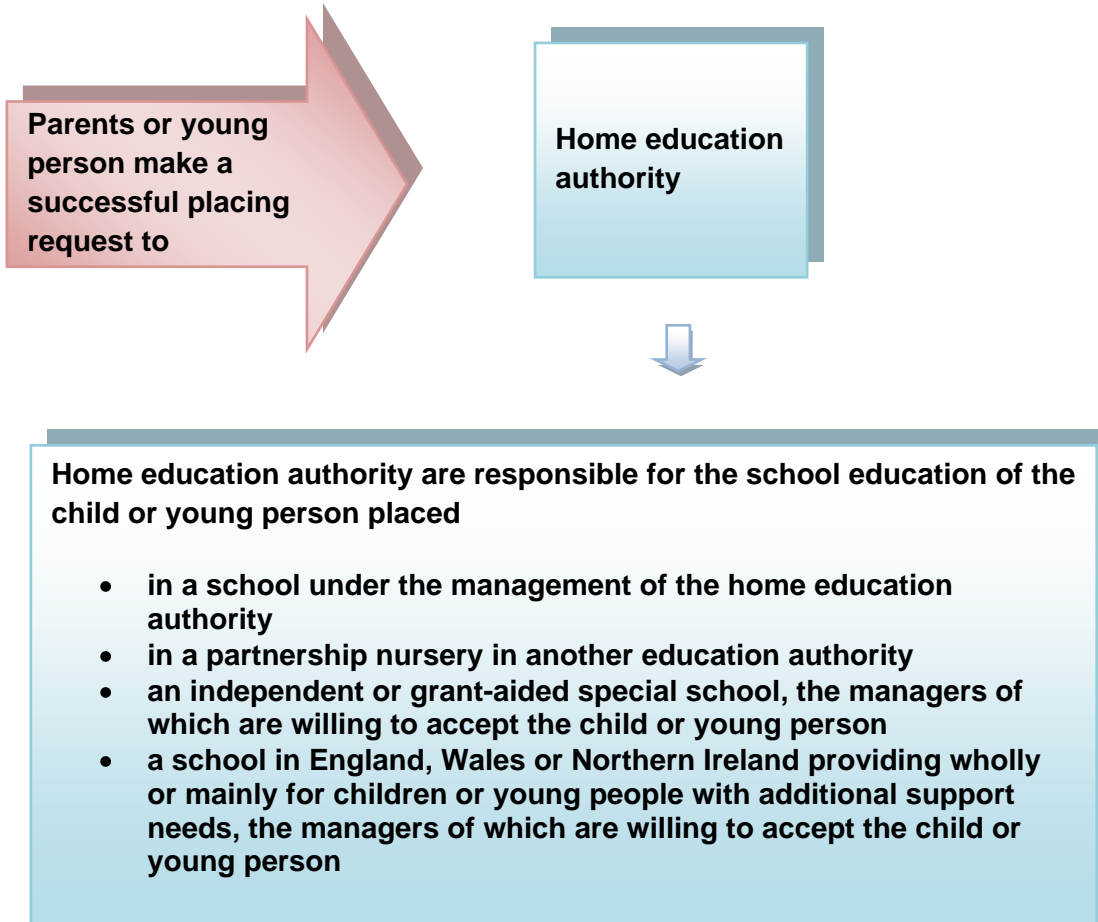 Parents or young
person make a
successful placing
request to
Home education
authority
Home education authority are responsible for the school education of the
child or young person placed
• in a school under the management of the home education
authority
• in a partnership nursery in another education authority
• an independent or grant-aided special school, the managers of
which are willing to accept the child or young person
• a school in England, Wales or Northern Ireland providing wholly
or mainly for children or young people with additional support
needs, the managers of which are willing to accept the child or
young person